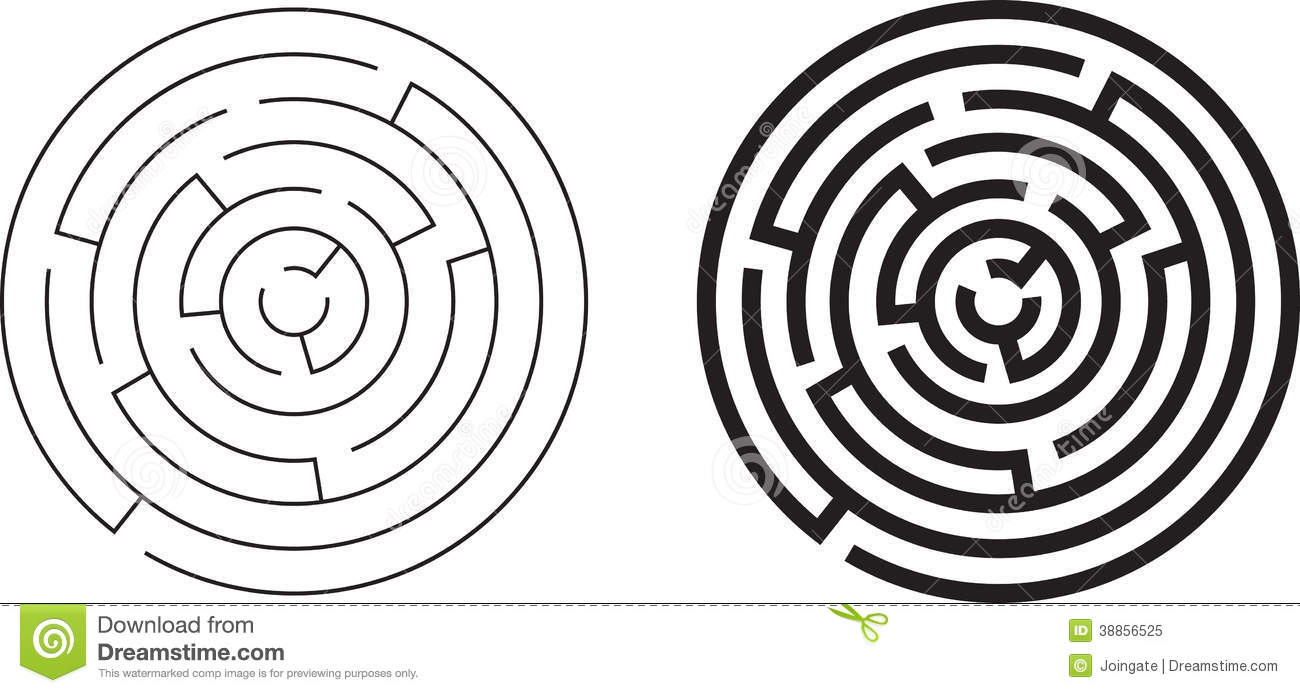 Download from
Dreamstime.com
This watermarked comp image is for previewing purposes only.
ID 38856525
© Joingate | Dreamstime.com